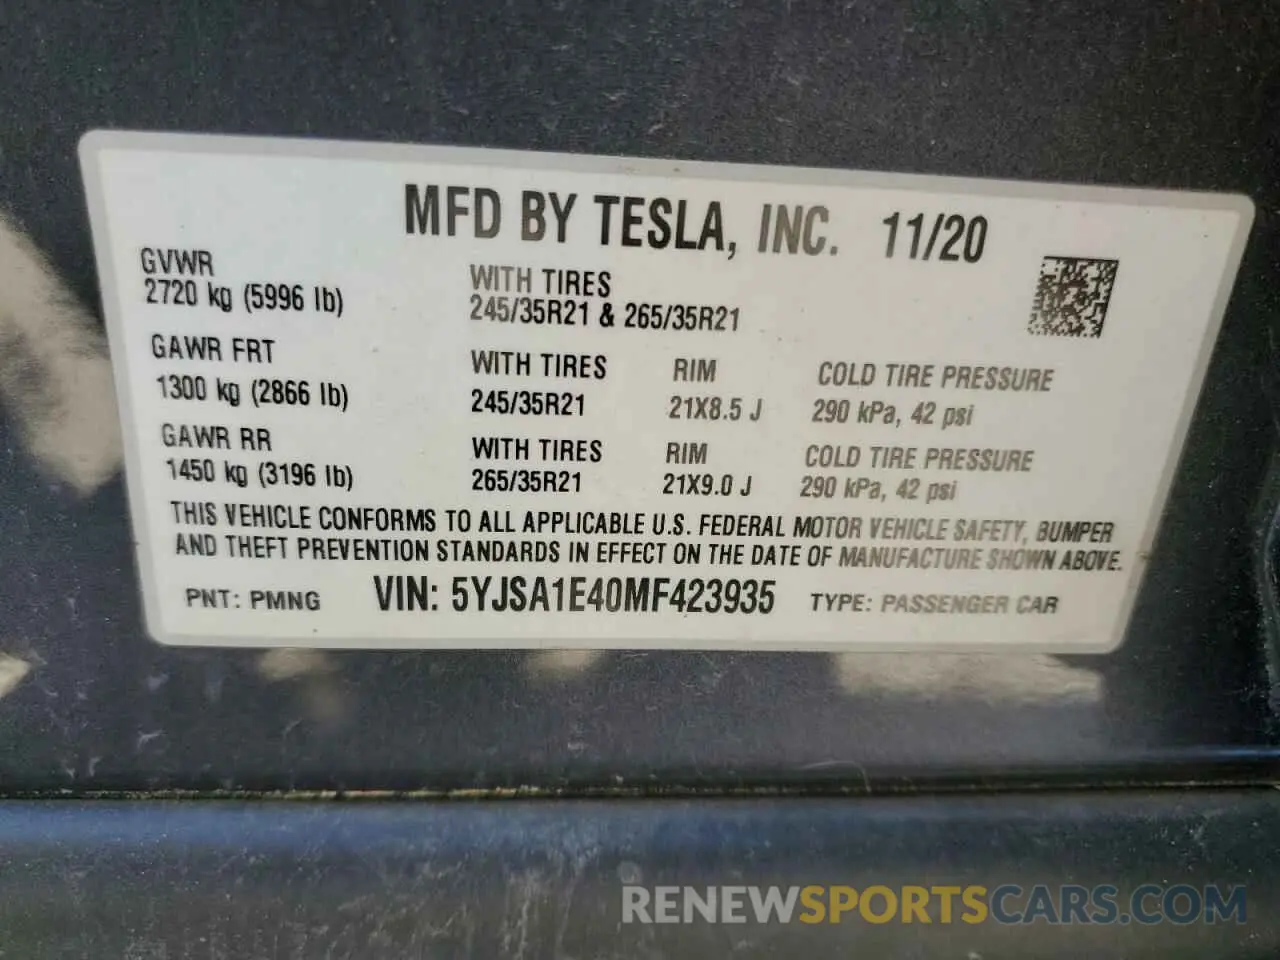 MFD BY TESLA, INC. 11/20
GVWR
2720 kg (5996 lb)
WITH TIRES
245/35R21 & 265/35R21
GAWR FRT
1300 kg (2866 lb)
WITH TIRES
245/35R21
RIM
21X8.5 J
COLD TIRE PRESSURE
290 kPa, 42 psi
GAWR RR
1450 kg (3196 lb)
WITH TIRES
265/35R21
RIM
21X9.0 J
COLD TIRE PRESSURE
290 kPa, 42 psi
THIS VEHICLE CONFORMS TO ALL APPLICABLE U.S. FEDERAL MOTOR VEHICLE SAFETY, BUMPER
AND THEFT PREVENTION STANDARDS IN EFFECT ON THE DATE OF MANUFACTURE SHOWN ABOVE.
PNT: PMNG VIN: 5YJSA1E40MF423935 TYPE: PASSENGER CAR
RENEWSPORTSCARS.COM